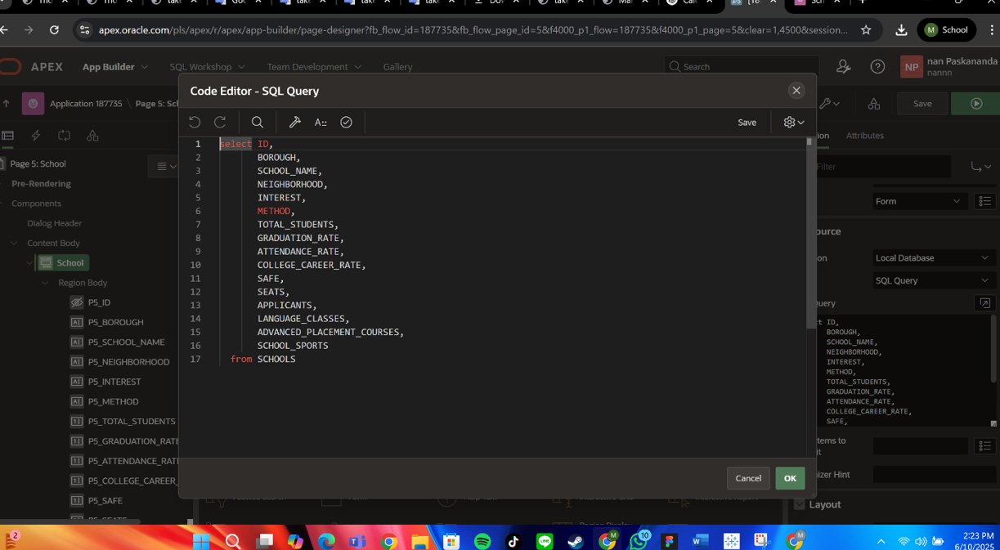 apex.oracle.com/pls/apex/r/apex/app-builder/page-designer?fb_flow_id=187735&fb_flow_page_id=5&f4000_p1_flow=187735&f4000_p1_page=5&clear=1,4500&session...
M School
APEX App Builder SQL Workshop Team Development Gallery Search
NP nan Paskananda
nannn
Application 187735 \ Page 5: Sc
Save
Code Editor - SQL Query
Attributes
A::
Save
Page 5: School
Filter
Pre-Rendering
Components
Dialog Header
Content Body
School
Region Body
P5_ID
P5_BOROUGH
P5_SCHOOL_NAME
P5_NEIGHBORHOOD
P5_INTEREST
P5_METHOD
P5_TOTAL_STUDENTS
P5_GRADUATION_RATE
P5_ATTENDANCE_RAT
P5_COLLEGE_CAREER_
P5_SAFE
1 select ID,
2 BOROUGH,
3 SCHOOL_NAME,
4 NEIGHBORHOOD,
5 INTEREST,
6 METHOD,
7 TOTAL_STUDENTS,
8 GRADUATION_RATE,
9 ATTENDANCE_RATE,
10 COLLEGE_CAREER_RATE,
11 SAFE,
12 SEATS,
13 APPLICANTS,
14 LANGUAGE_CLASSES,
15 ADVANCED_PLACEMENT_COURSES,
16 SCHOOL_SPORTS
17 from SCHOOLS
Cancel
OK
Form
ource
on Local Database
SQL Query
uery
ct ID,
BOROUGH,
SCHOOL_NAME,
NEIGHBORHOOD,
INTEREST,
METHOD,
TOTAL_STUDENTS,
GRADUATION_RATE,
ATTENDANCE_RATE,
COLLEGE_CAREER_RATE,
SAFE,
tems to
it
izer Hint
Layout
2
10
2:23 PM
6/10/2025